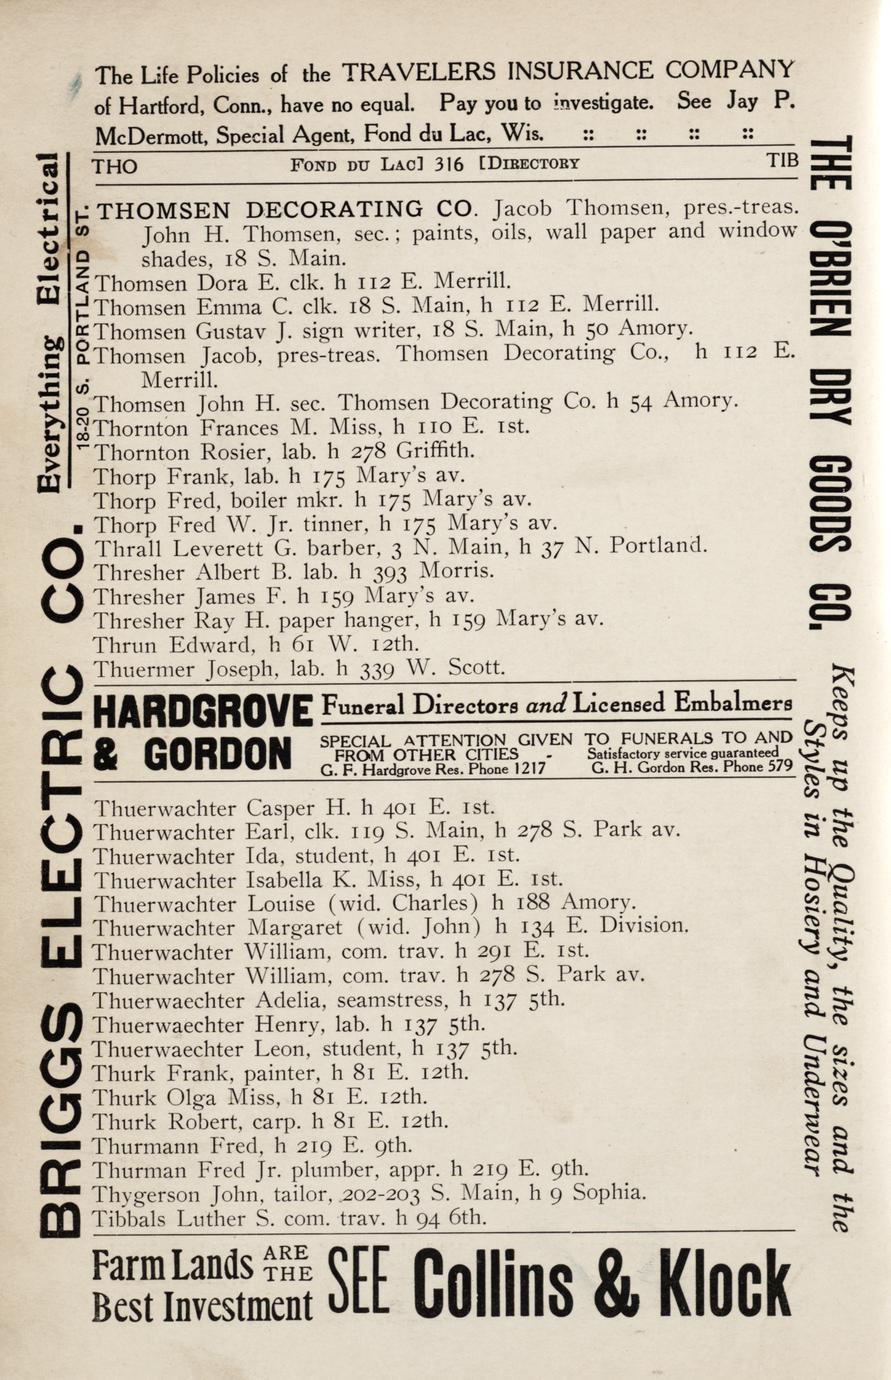 The Life Policies of the TRAVELERS INSURANCE COMPANY
of Hartford, Conn., have no equal. Pay you to investigate. See Jay P.
McDermott, Special Agent, Fond du Lac, Wis. :: :: :: ::
THO FOND DU LAC] 316 [DIRECTORY TIB
THOMSEN DECORATING CO. Jacob Thomsen, pres.-treas.
John H. Thomsen, sec.; paints, oils, wall paper and window
shades, 18 S. Main.
Thomsen Dora E. clk. h 112 E. Merrill.
Thomsen Emma C. clk. 18 S. Main, h 112 E. Merrill.
Thomsen Gustav J. sign writer, 18 S. Main, h 50 Amory.
Thomsen Jacob, pres-treas. Thomsen Decorating Co., h 112 E.
Merrill.
Thomsen John H. sec. Thomsen Decorating Co. h 54 Amory.
Thornton Frances M. Miss, h 110 E. 1st.
Thornton Rosier, lab. h 278 Griffith.
Thorp Frank, lab. h 175 Mary's av.
Thorp Fred, boiler mkr. h 175 Mary's av.
Thorp Fred W. Jr. tinner, h 175 Mary's av.
Thrall Leverett G. barber, 3 N. Main, h 37 N. Portland.
Thresher Albert B. lab. h 393 Morris.
Thresher James F. h 159 Mary's av.
Thresher Ray H. paper hanger, h 159 Mary's av.
Thrun Edward, h 61 W. 12th.
Thuermer Joseph, lab. h 339 W. Scott.
HARDGROVE
& GORDON
Funeral Directors and Licensed Embalmers
SPECIAL ATTENTION GIVEN TO FUNERALS TO AND
FROM OTHER CITIES - Satisfactory service guaranteed
G. F. Hardgrove Res. Phone 1217 G. H. Gordon Res. Phone 579
Thuerwachter Casper H. h 401 E. 1st.
Thuerwachter Earl, clk. 119 S. Main, h 278 S. Park av.
Thuerwachter Ida, student, h 401 E. 1st.
Thuerwachter Isabella K. Miss, h 401 E. 1st.
Thuerwachter Louise (wid. Charles) h 188 Amory.
Thuerwachter Margaret (wid. John) h 134 E. Division.
Thuerwachter William, com. trav. h 291 E. 1st.
Thuerwachter William, com. trav. h 278 S. Park av.
Thuerwaechter Adelia, seamstress, h 137 5th.
Thuerwaechter Henry, lab. h 137 5th.
Thuerwaechter Leon, student, h 137 5th.
Thurk Frank, painter, h 81 E. 12th.
Thurk Olga Miss, h 81 E. 12th.
Thurk Robert, carp. h 81 E. 12th.
Thurmann Fred, h 219 E. 9th.
Thurman Fred Jr. plumber, appr. h 219 E. 9th.
Thygerson John, tailor, 202-203 S. Main, h 9 Sophia.
Tibbals Luther S. com. trav. h 94 6th.
Farm Lands ARE THE
Best Investment
SEE Collins & Klock
BRIGGS ELECTRIC CO.
Everything Electrical
18-20 S. PORTLAND ST.
THE O'BRIEN DRY GOODS CO.
Keeps up the Quality, the sizes and the
Styles in Hosiery and Underwear